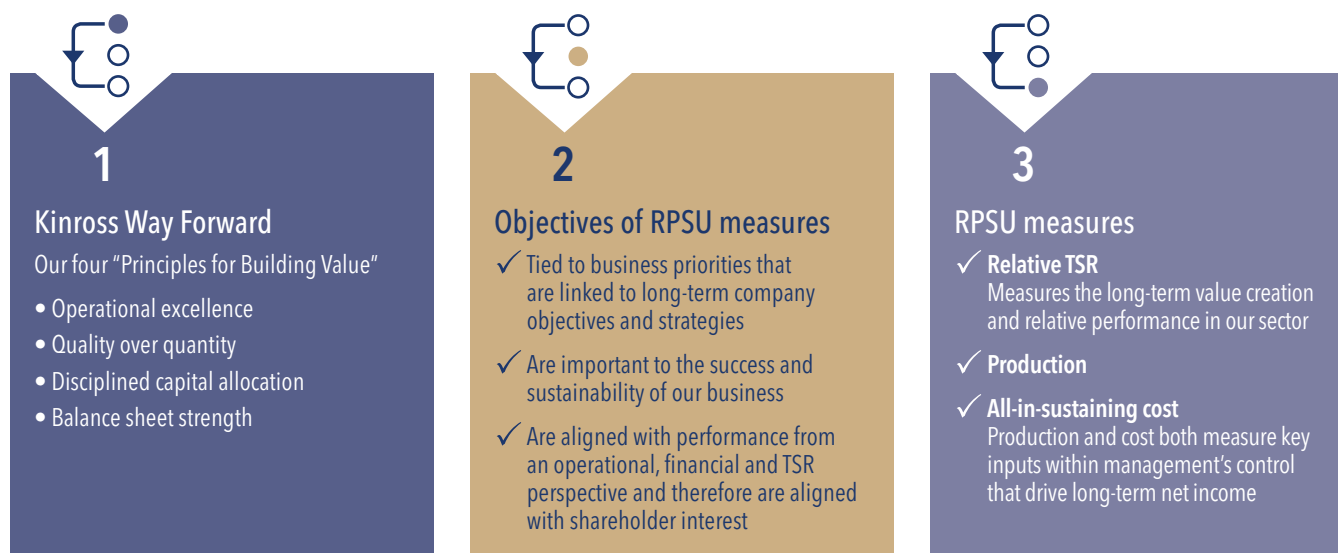 1
Kinross Way Forward
Our four “Principles for Building Value”
• Operational excellence
• Quality over quantity
• Disciplined capital allocation
• Balance sheet strength
2
Objectives of RPSU measures
✓ Tied to business priorities that
are linked to long-term company
objectives and strategies
✓ Are important to the success and
sustainability of our business
✓ Are aligned with performance from
an operational, financial and TSR
perspective and therefore are aligned
with shareholder interest
3
RPSU measures
✓ Relative TSR
Measures the long-term value creation
and relative performance in our sector
✓ Production
✓ All-in-sustaining cost
Production and cost both measure key
inputs within management’s control
that drive long-term net income